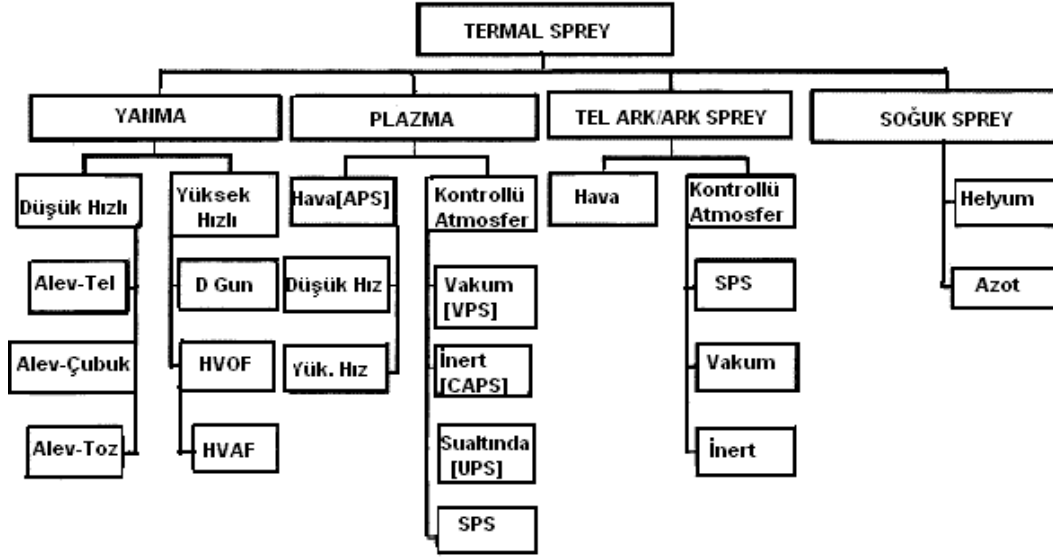 TERMAL SPREY
YAHMA
PLAZMA
TEL ARK/ARK SPREY
SOĞUK SPREY
Düşük Hızlı
Yüksek
Hızlı
Hava[APS]
Kontrollü
Atmosfer
Hava
Kontrollü
Atmosfer
Helyum
Alev-Tel
D Gun
Düşük Hız
Vakum
[VPS]
SPS
Azot
Alev-Çubuk
HVOF
Yük. Hız
İnert
[CAPS]
Vakum
Alev-Toz
HVAF
Sualtında
[UPS]
İnert
SPS